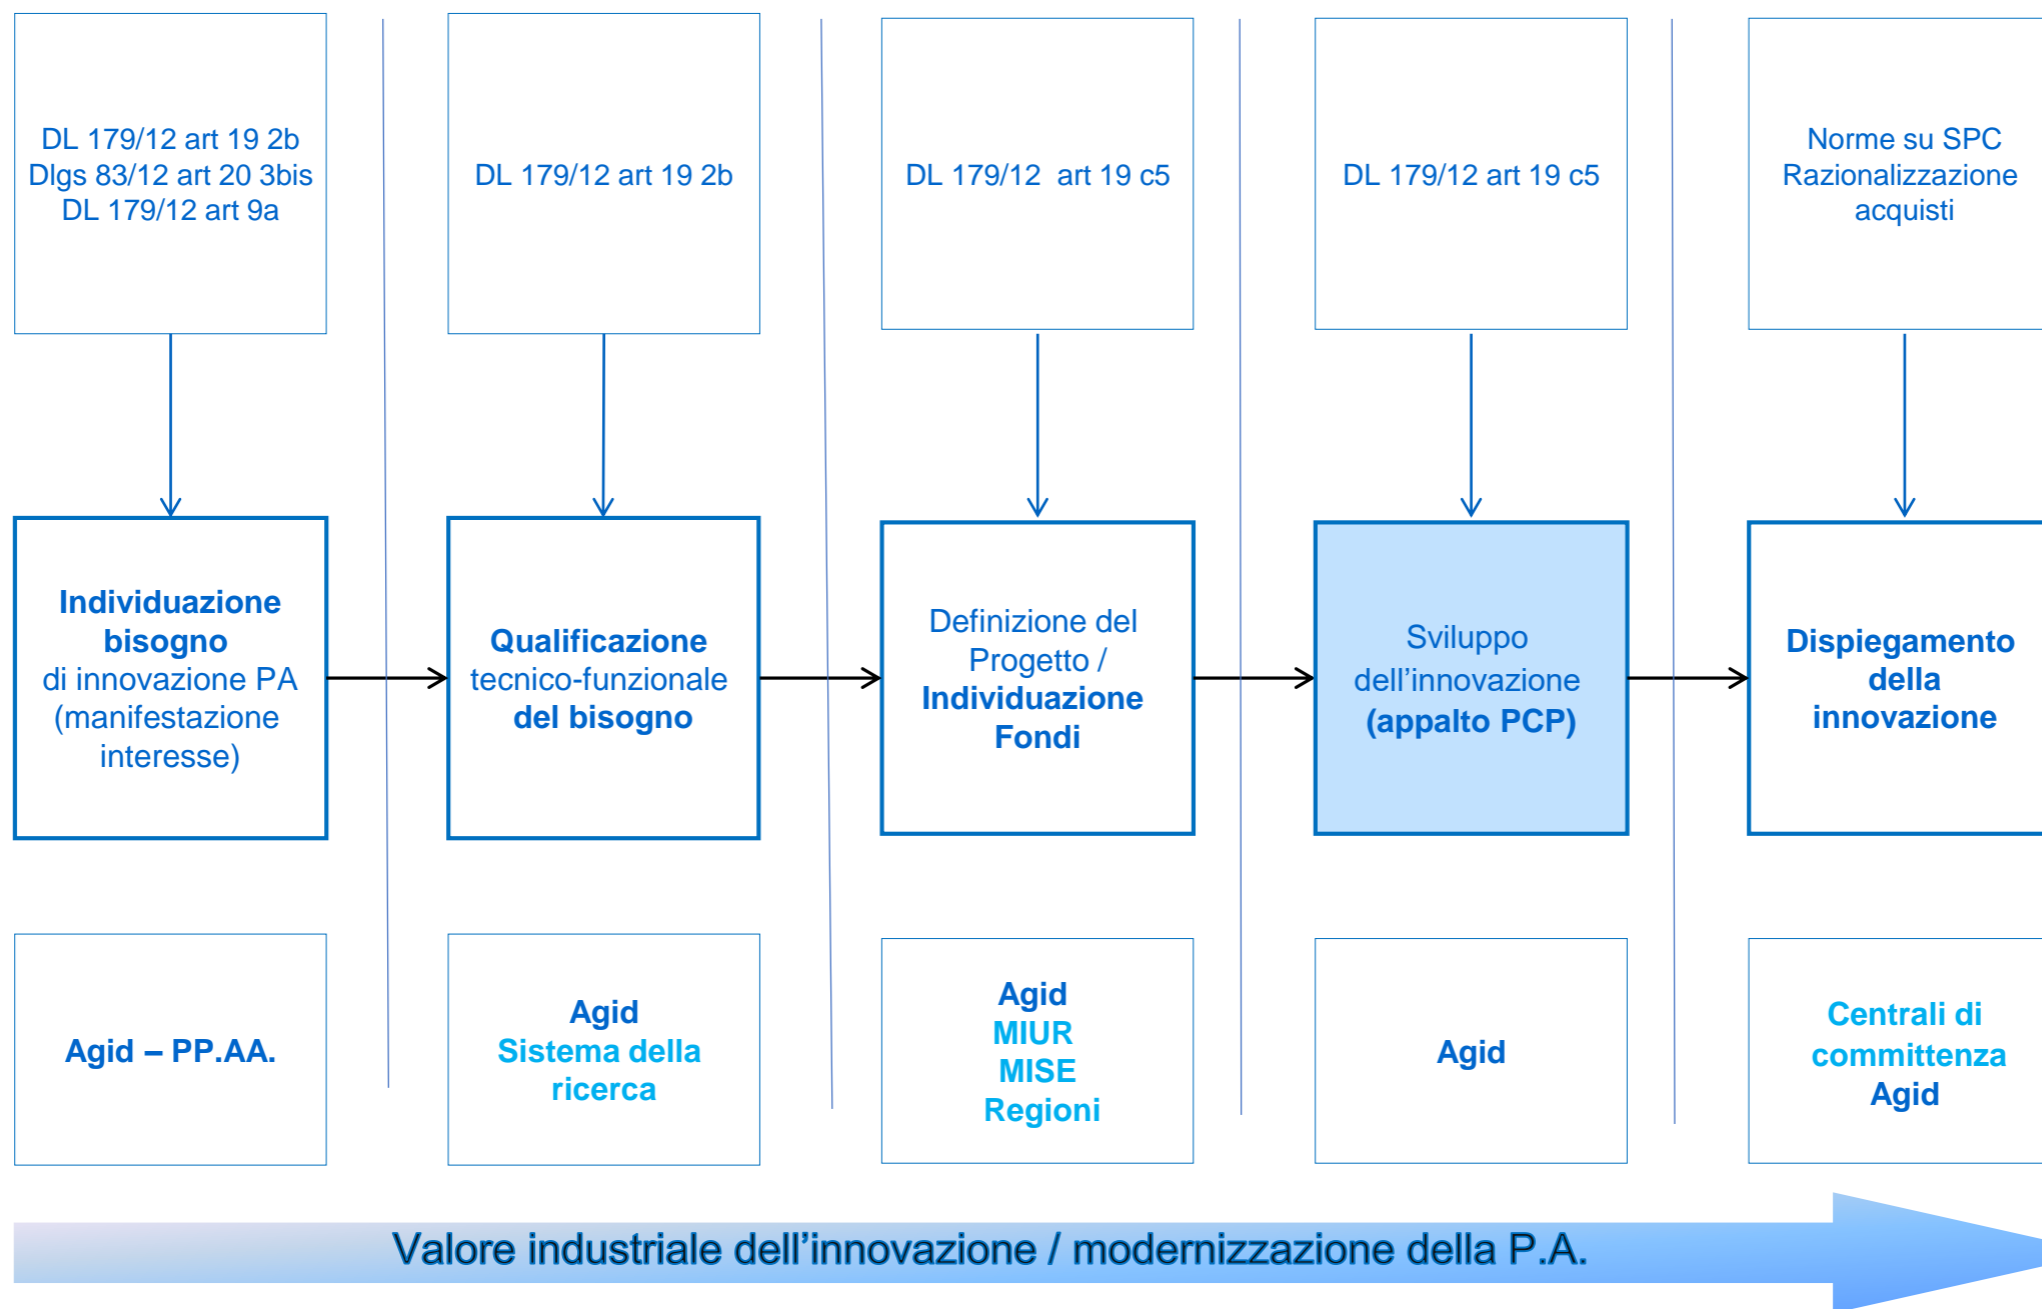 DL 179/12 art 19 2b
Dlgs 83/12 art 20 3bis
DL 179/12 art 9a
DL 179/12 art 19 2b
DL 179/12 art 19 c5
DL 179/12 art 19 c5
Norme su SPC
Razionalizzazione
acquisti
Individuazione
bisogno
di innovazione PA
(manifestazione
interesse)
Qualificazione
tecnico-funzionale
del bisogno
Definizione del
Progetto /
Individuazione
Fondi
Sviluppo
dell’innovazione
(appalto PCP)
Dispiegamento
della
innovazione
Agid – PP.AA.
Agid
Sistema della
ricerca
Agid
MIUR
MISE
Regioni
Agid
Centrali di
committenza
Agid
Valore industriale dell’innovazione / modernizzazione della P.A.